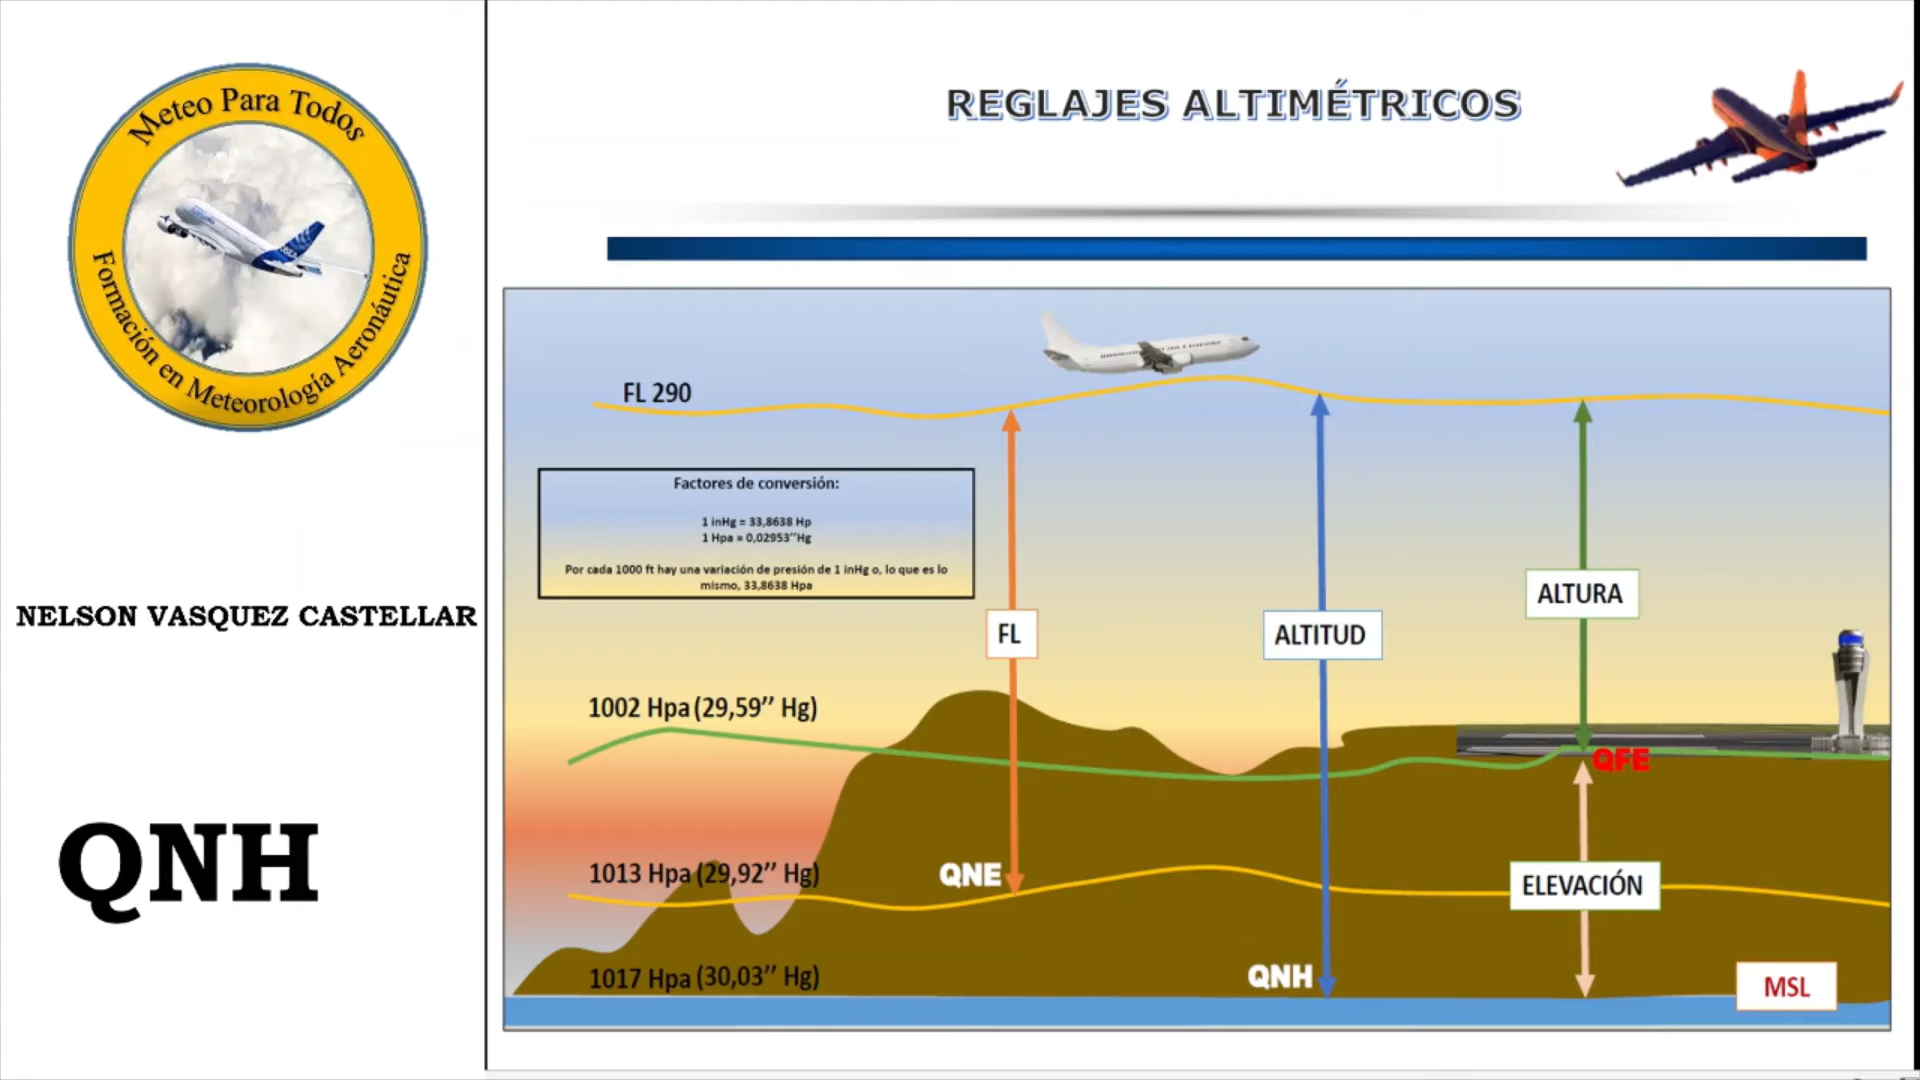 Meteo Para Todos
Formación en Meteorología Aeronáutica
NELSON VASQUEZ CASTELLAR
QNH
REGLAJES ALTIMÉTRICOS
FL 290
Factores de conversión:
1 inHg = 33,8638 Hp
1 Hpa = 0,02953’’Hg
Por cada 1000 ft hay una variación de presión de 1 inHg o, lo que es lo
mismo, 33,8638 Hpa
FL
ALTITUD
ALTURA
1002 Hpa (29,59’’ Hg)
QFE
1013 Hpa (29,92’’ Hg)
QNE
ELEVACIÓN
1017 Hpa (30,03’’ Hg)
QNH
MSL